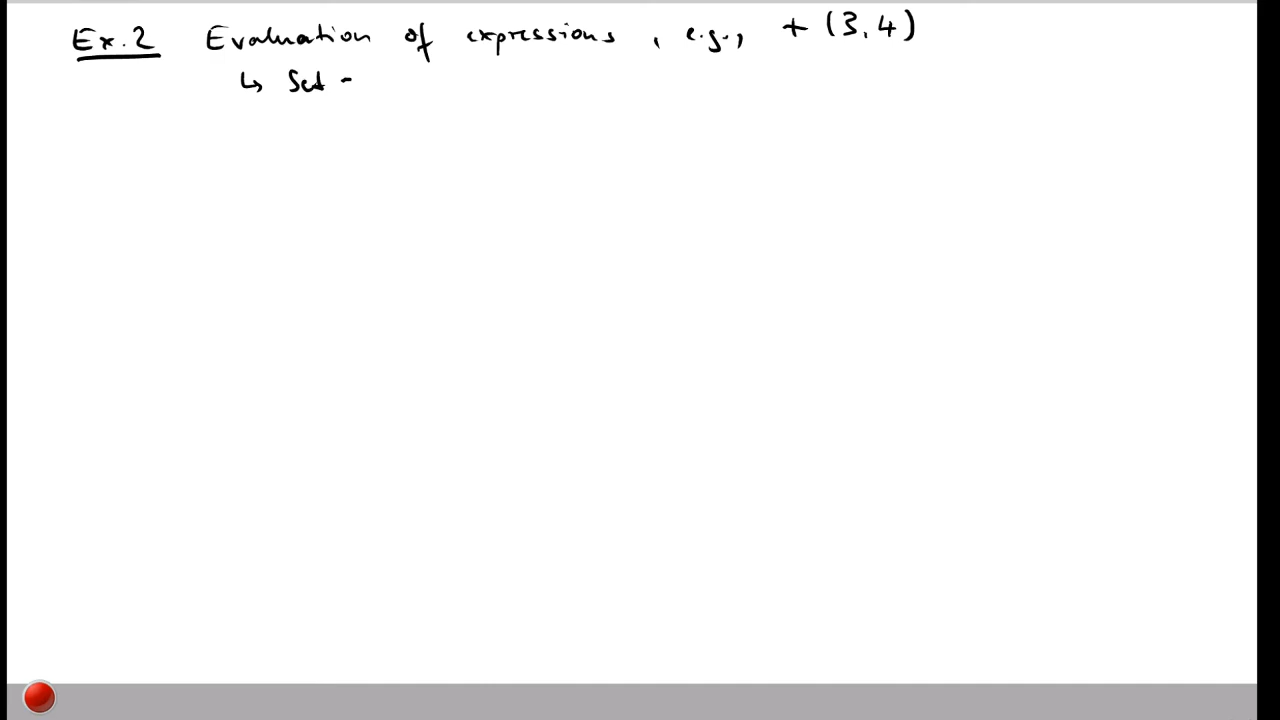 Ex. 2 Evaluation of expressions, e.g., + (3,4)
↳ Set -